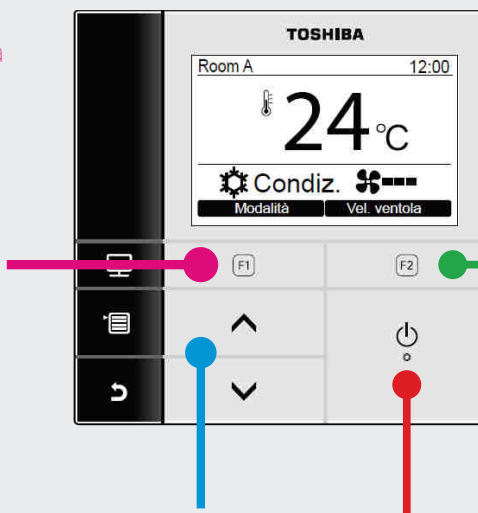 TOSHIBA
Room A 12:00
24 °C
Condiz.
Modalità Vel. ventola
F1 F2